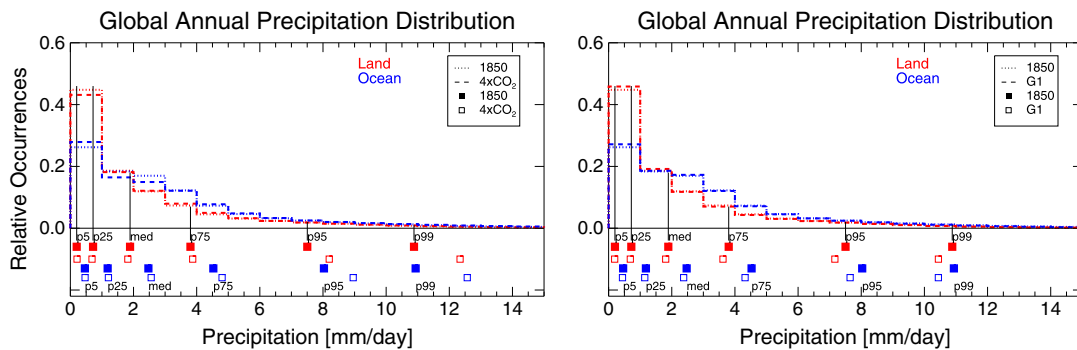 Global Annual Precipitation Distribution
0.6
0.4
0.2
0.0
Relative Occurrences
Land
Ocean
1850
4xCO₂
1850
4xCO₂
p5 p25 med p75 p95 p99
p5 p25 med p75 p95 p99
0 2 4 6 8 10 12 14
Precipitation [mm/day]
Global Annual Precipitation Distribution
0.6
0.4
0.2
0.0
Land
Ocean
1850
G1
1850
G1
p5 p25 med p75 p95 p99
p5 p25 med p75 p95 p99
0 2 4 6 8 10 12 14
Precipitation [mm/day]